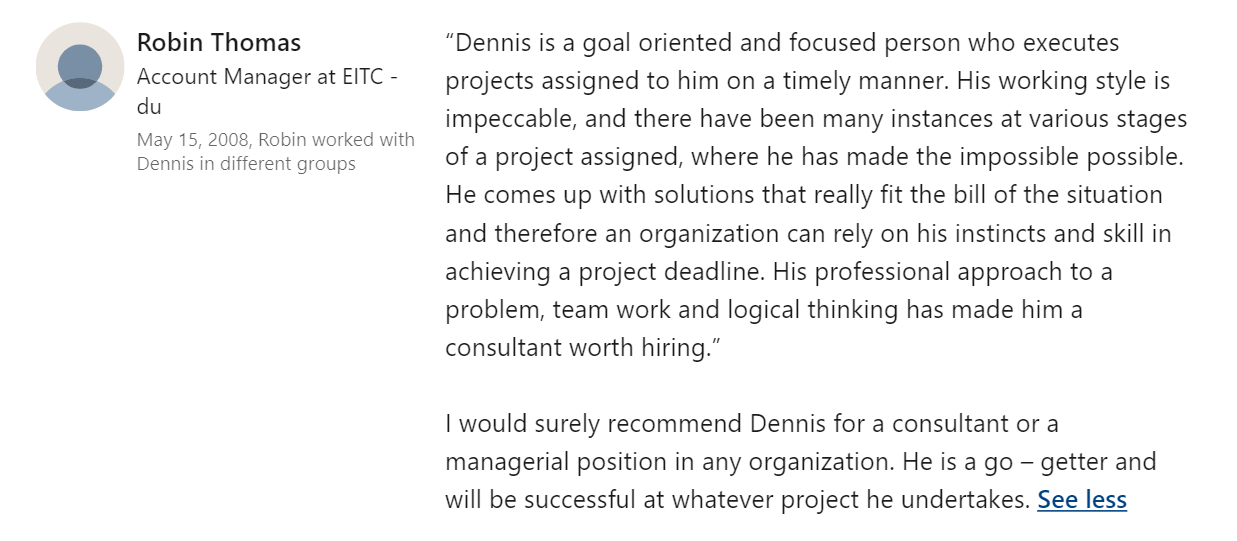 Robin Thomas
Account Manager at EITC -
du
May 15, 2008, Robin worked with
Dennis in different groups
“Dennis is a goal oriented and focused person who executes
projects assigned to him on a timely manner. His working style is
impeccable, and there have been many instances at various stages
of a project assigned, where he has made the impossible possible.
He comes up with solutions that really fit the bill of the situation
and therefore an organization can rely on his instincts and skill in
achieving a project deadline. His professional approach to a
problem, team work and logical thinking has made him a
consultant worth hiring.”
I would surely recommend Dennis for a consultant or a
managerial position in any organization. He is a go – getter and
will be successful at whatever project he undertakes. See less